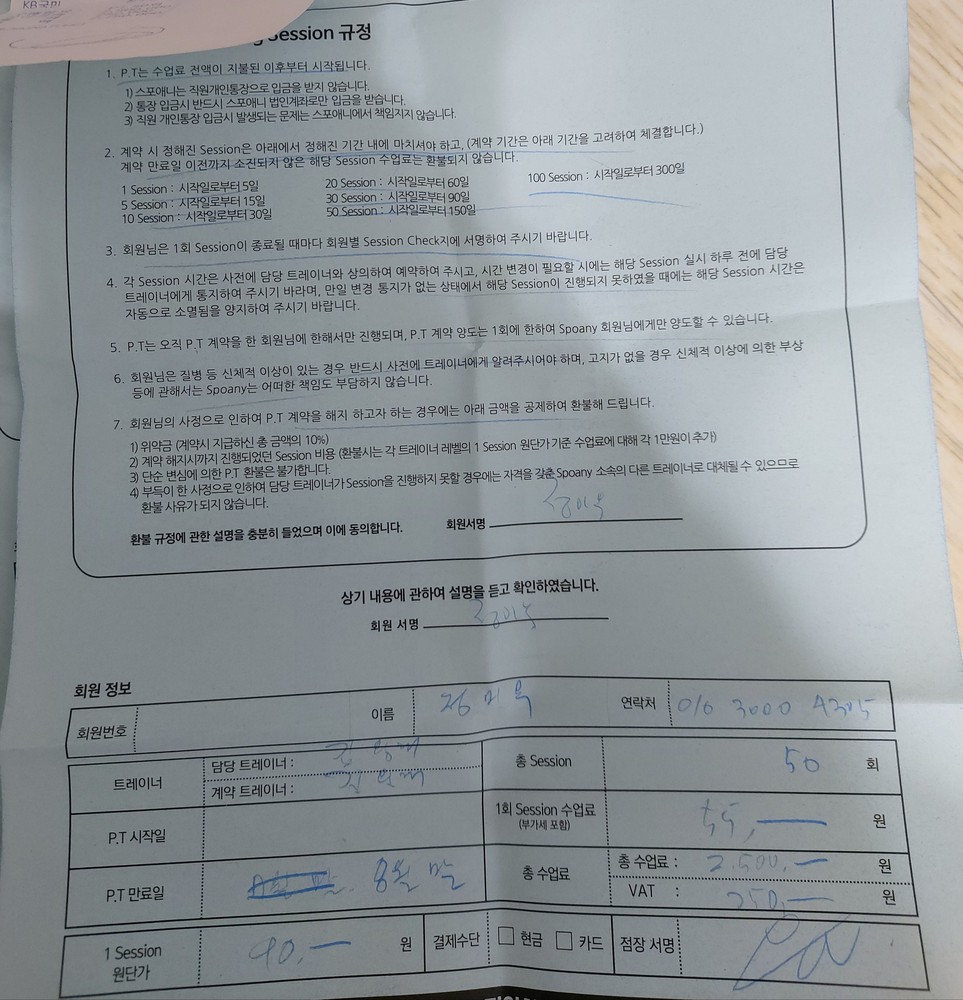 KB국민
g Session 규정
1. P.T는 수업료 전액이 지불된 이후부터 시작됩니다.
1) 스포애니는 직원개인통장으로 입금을 받지 않습니다.
2) 통장 입금시 반드시 스포애니 법인계좌로만 입금을 받습니다.
3) 직원 개인통장 입금시 발생되는 문제는 스포애니에서 책임지지 않습니다.
2. 계약 시 정해진 Session은 아래에서 정해진 기간 내에 마치셔야 하고, (계약 기간은 아래 기간을 고려하여 체결합니다.)
계약 만료일 이전까지 소진되지 않은 해당 Session 수업료는 환불되지 않습니다.
1 Session : 시작일로부터 5일 20 Session : 시작일로부터 60일 100 Session : 시작일로부터 300일
5 Session : 시작일로부터 15일 30 Session : 시작일로부터 90일
10 Session : 시작일로부터 30일 50 Session : 시작일로부터 150일
3. 회원님은 1회 Session이 종료될 때마다 회원별 Session Check지에 서명하여 주시기 바랍니다.
4. 각 Session 시간은 사전에 담당 트레이너와 상의하여 예약하여 주시고, 시간 변경이 필요할 시에는 해당 Session 실시 하루 전에 담당
트레이너에게 통지하여 주시기 바라며, 만일 변경 통지가 없는 상태에서 해당 Session이 진행되지 못하였을 때에는 해당 Session 시간은
자동으로 소멸됨을 양지하여 주시기 바랍니다.
5. P.T는 오직 P.T 계약을 한 회원님에 한해서만 진행되며, P.T 계약 양도는 1회에 한하여 Spoany 회원님에게만 양도할 수 있습니다.
6. 회원님은 질병 등 신체적 이상이 있는 경우 반드시 사전에 트레이너에게 알려주시어야 하며, 고지가 없을 경우 신체적 이상에 의한 부상
등에 관해서는 Spoany는 어떠한 책임도 부담하지 않습니다.
7. 회원님의 사정으로 인하여 P.T 계약을 해지 하고자 하는 경우에는 아래 금액을 공제하여 환불해 드립니다.
1) 위약금 (계약시 지급하신 총 금액의 10%)
2) 계약 해지시까지 진행되었던 Session 비용 (환불시는 각 트레이너 레벨의 1 Session 원단가 기준 수업료에 대해 각 1만원이 추가)
3) 단순 변심에 의한 P.T 환불은 불가합니다.
4) 부득이 한 사정으로 인하여 담당 트레이너가 Session을 진행하지 못할 경우에는 자격을 갖춘 Spoany 소속의 다른 트레이너로 대체될 수 있으므로
환불 사유가 되지 않습니다.
환불 규정에 관한 설명을 충분히 들었으며 이에 동의합니다. 회원서명
상기 내용에 관하여 설명을 듣고 확인하였습니다.
회원 서명
회원 정보
회원번호 이름 정미옥 연락처 010 3000 4305
트레이너 담당 트레이너 : 총 Session 50 회
계약 트레이너 :
P.T 시작일 1회 Session 수업료 (부가세 포함) 55,— 원
P.T 만료일 8월 말 총 수업료 총 수업료 : 2.500,— 원
VAT : 250,— 원
1 Session 원단가 90.— 원 결제수단 □ 현금 □ 카드 점장 서명